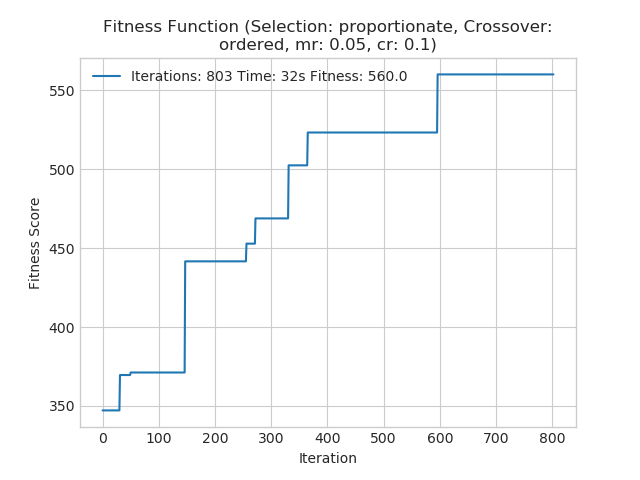 Fitness Function (Selection: proportionate, Crossover:
ordered, mr: 0.05, cr: 0.1)
Iterations: 803 Time: 32s Fitness: 560.0
550
500
450
400
350
Fitness Score
0 100 200 300 400 500 600 700 800
Iteration